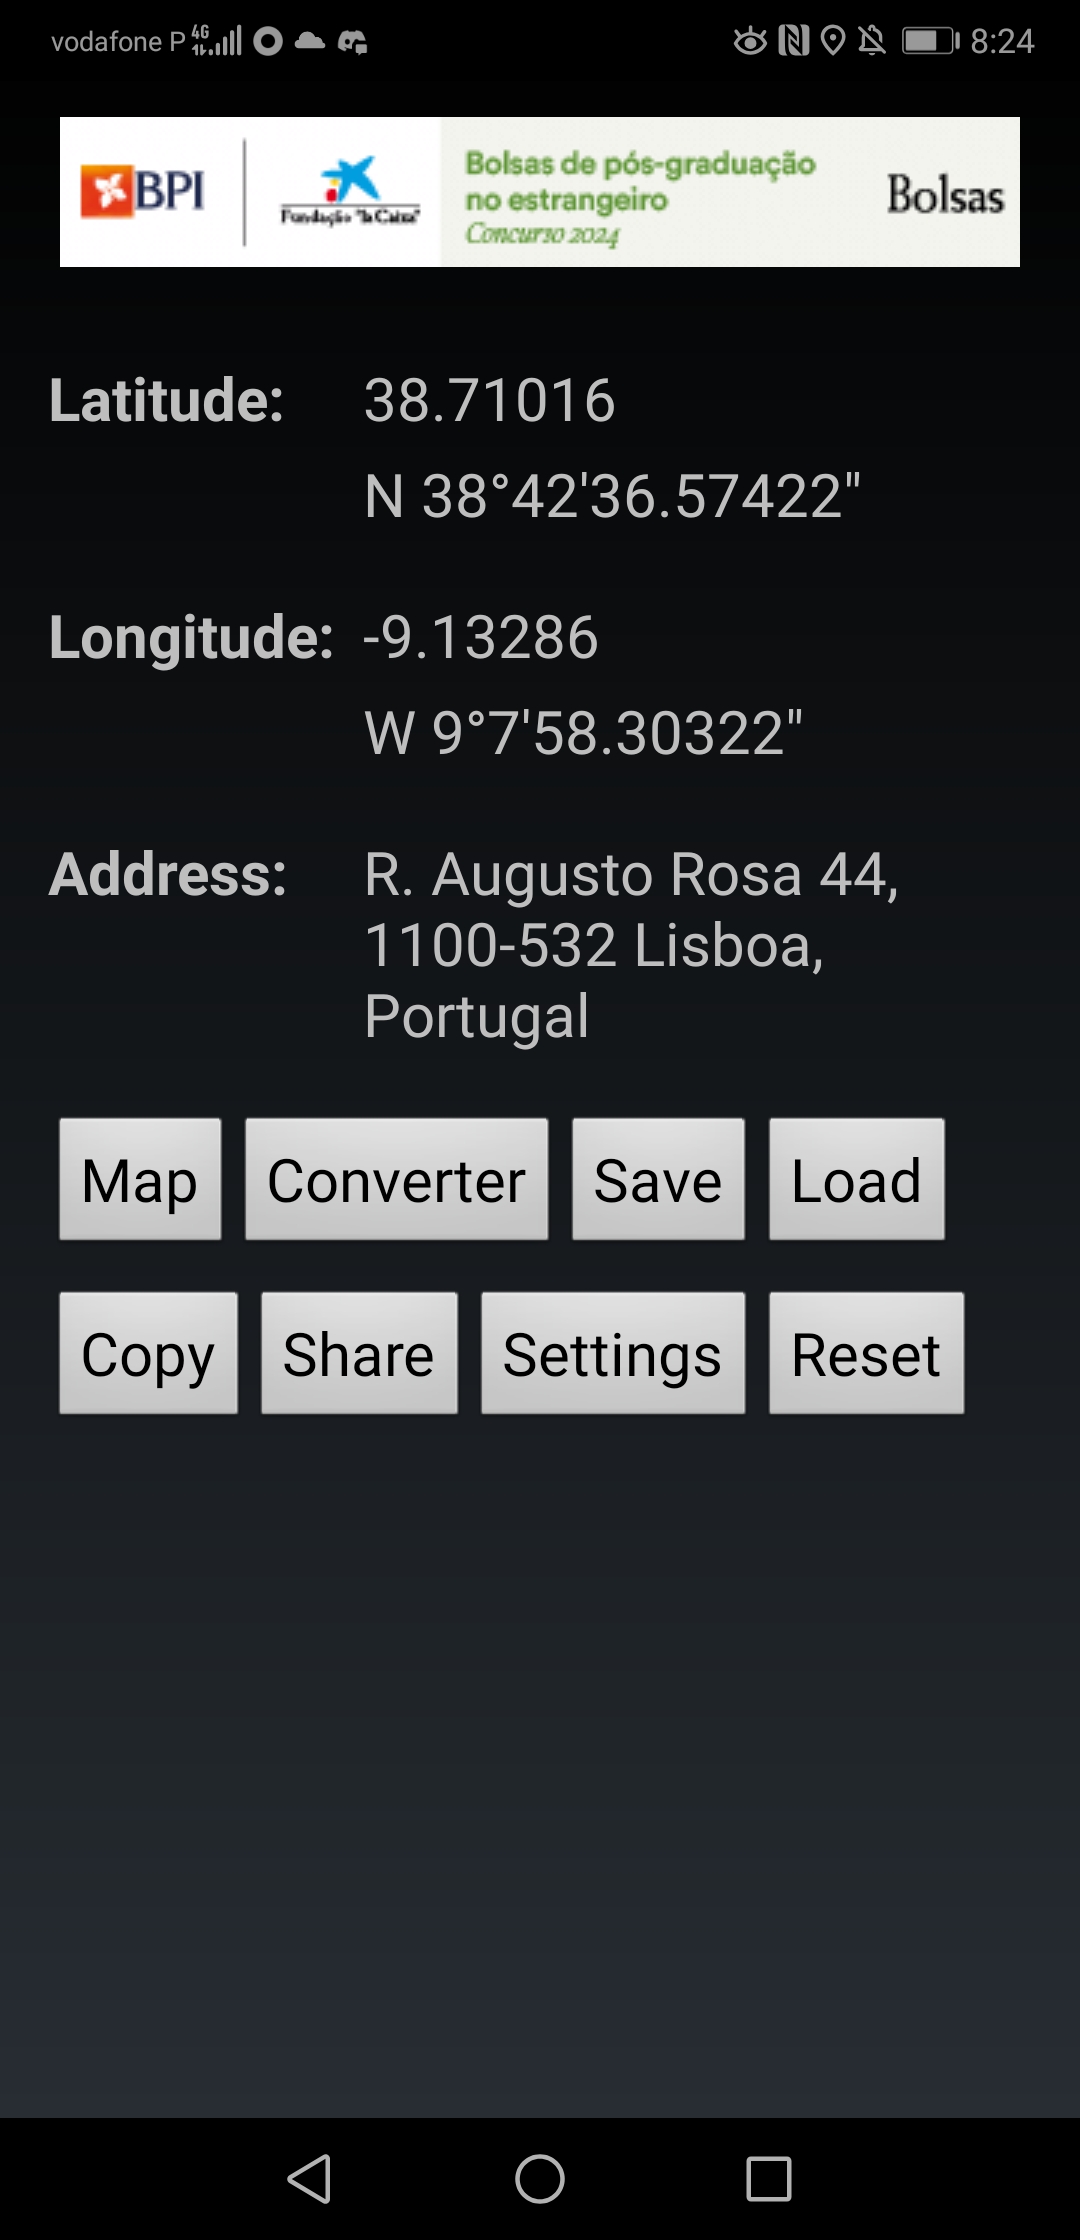 vodafone P 4G 8:24
BPI
Fundação "la Caixa"
Bolsas de pós-graduação
no estrangeiro
Concurso 2024
Bolsas
Latitude: 38.71016
N 38°42'36.57422"
Longitude: -9.13286
W 9°7'58.30322"
Address: R. Augusto Rosa 44,
1100-532 Lisboa,
Portugal
Map Converter Save Load
Copy Share Settings Reset